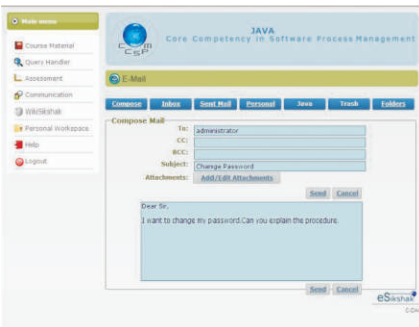 Main menu
Course Material
Query Handler
Assessment
Communication
WikiSikshak
Personal Workspace
Help
Logout
COM
CSP
JAVA
Core Competency in Software Process Management
E-Mail
Compose Inbox Sent Mail Personal Java Trash Folders
Compose Mail
To: administrator
CC:
BCC:
Subject: Change Password
Attachments: Add/Edit Attachments
Send Cancel
Dear Sir,
I want to change my password.Can you explain the procedure.
Send Cancel
eSikshak